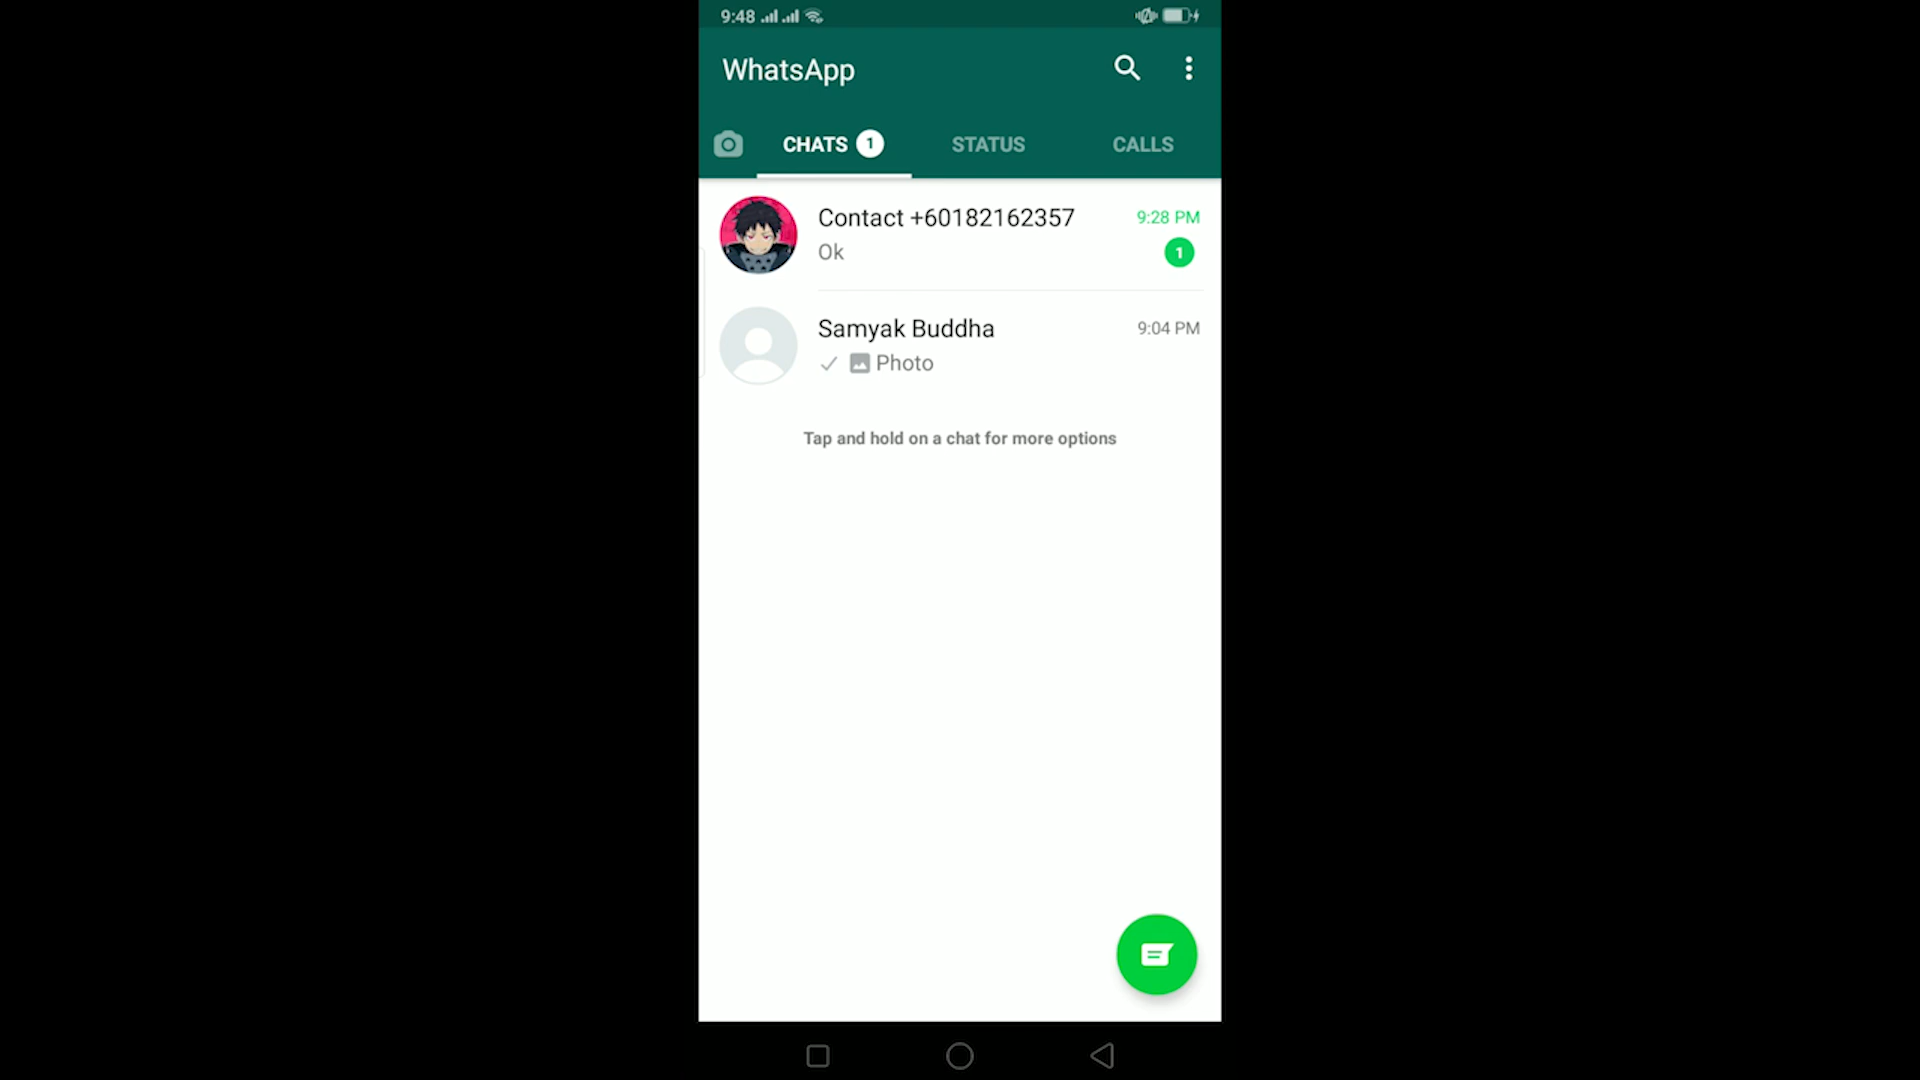 9:48
WhatsApp
CHATS 1
STATUS
CALLS
Contact +60182162357
9:28 PM
Ok
1
Samyak Buddha
9:04 PM
Photo
Tap and hold on a chat for more options